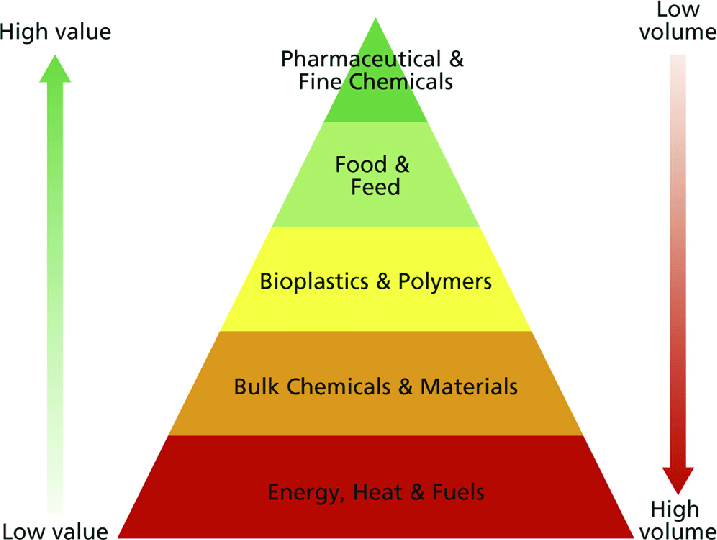 High value
Low
volume
Pharmaceutical &
Fine Chemicals
Food &
Feed
Bioplastics & Polymers
Bulk Chemicals & Materials
Energy, Heat & Fuels
Low value
High
volume